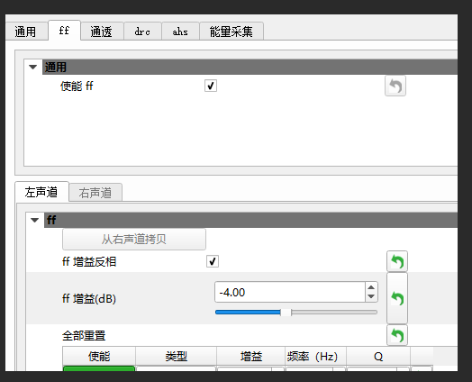 通用 ff 通透 drc ahs 能量采集
通用
使能 ff
左声道 右声道
ff
从右声道拷贝
ff 增益反相
ff 增益(dB) -4.00
全部重置
使能 类型 增益 频率 (Hz) Q